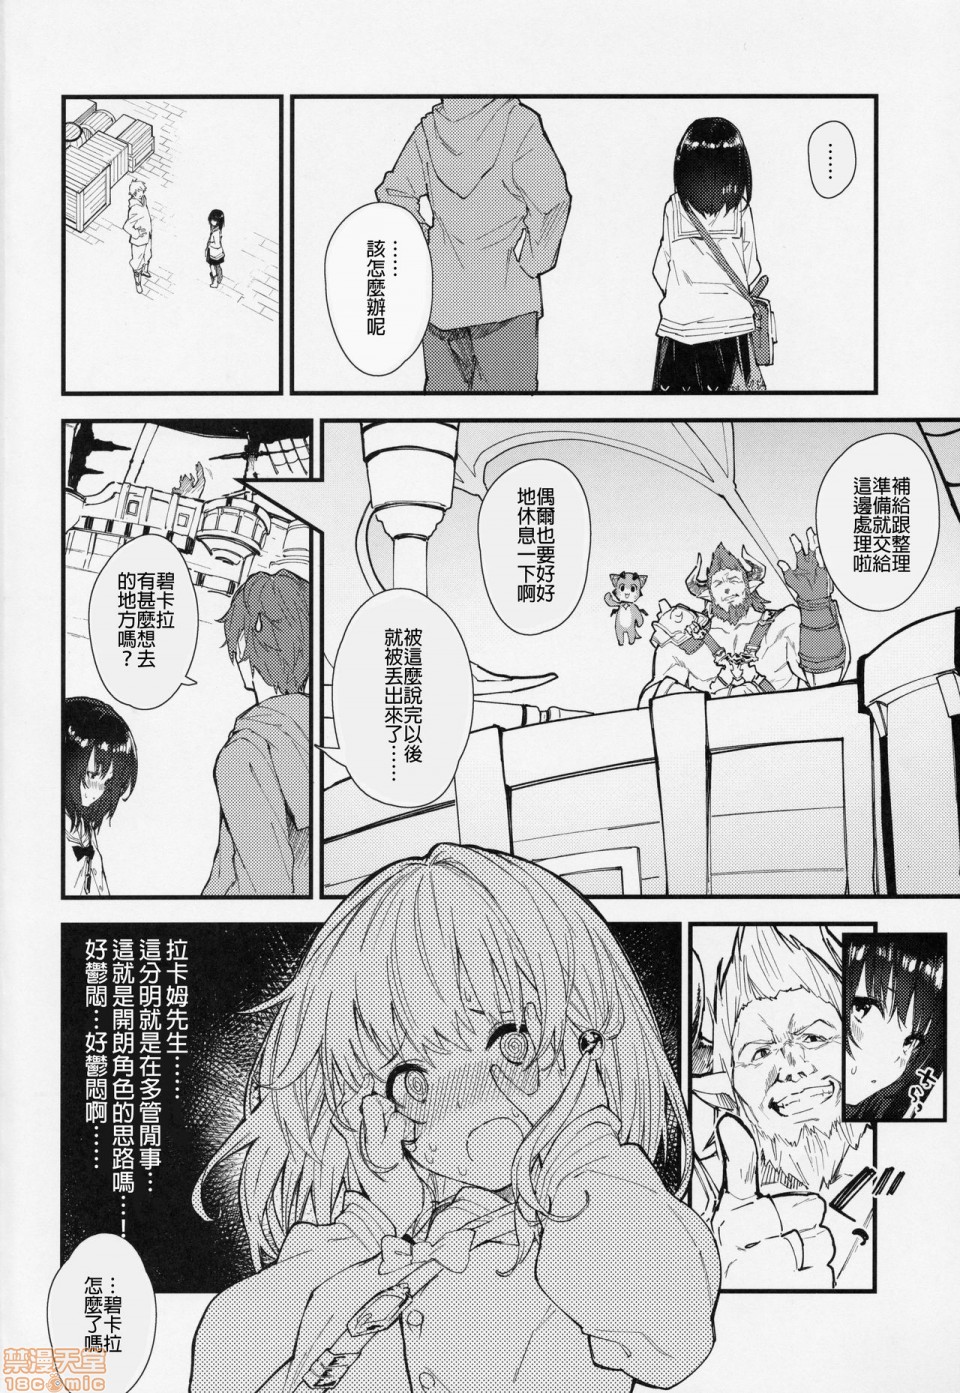 ……
……
該怎麼辦呢
補給跟整理
準備就交給
這邊處理啦
偶爾也要好好
地休息一下啊
被這麼說完以後
就被丟出來了……
碧卡拉
有甚麼想去
的地方嗎？
拉卡姆先生……
這分明就是在多管閒事…
這就是開朗角色的思路嗎…！
好鬱悶…好鬱悶啊……
…碧卡拉
怎麼了嗎
禁漫天堂
18comic